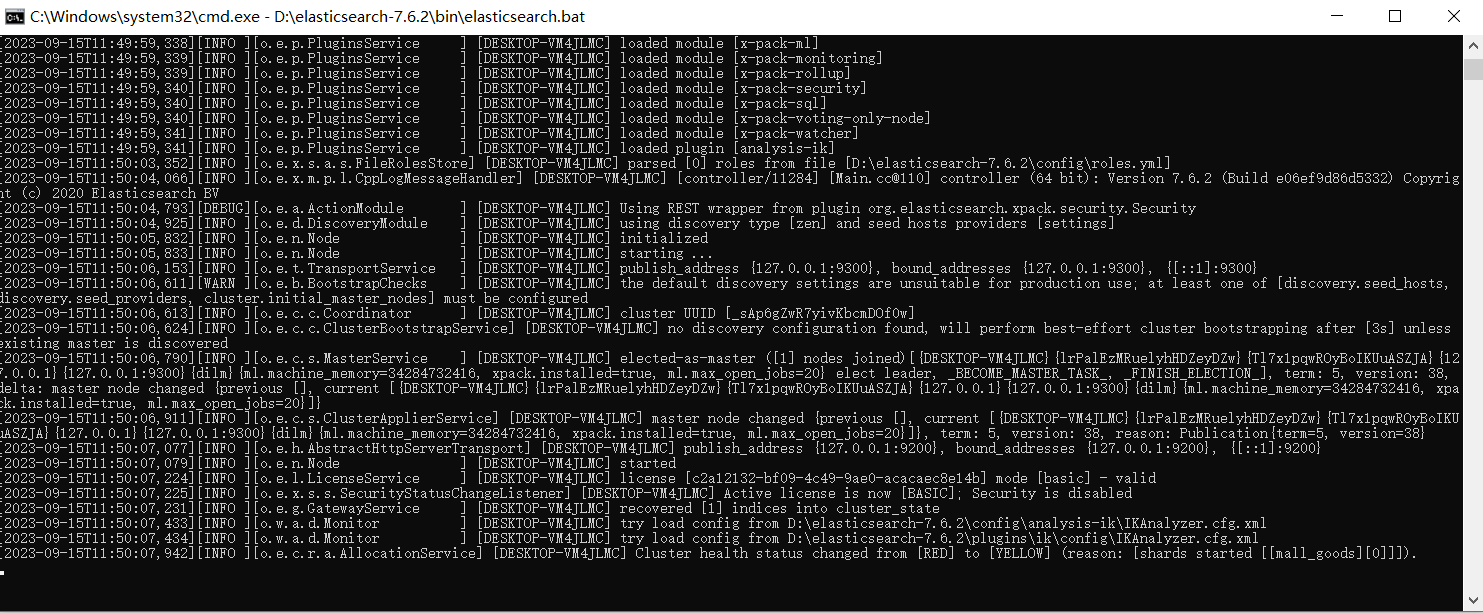 C:\Windows\system32\cmd.exe - D:\elasticsearch-7.6.2\bin\elasticsearch.bat
[2023-09-15T11:49:59,338][INFO ][o.e.p.PluginsService     ] [DESKTOP-VM4JLMC] loaded module [x-pack-ml]
[2023-09-15T11:49:59,339][INFO ][o.e.p.PluginsService     ] [DESKTOP-VM4JLMC] loaded module [x-pack-monitoring]
[2023-09-15T11:49:59,339][INFO ][o.e.p.PluginsService     ] [DESKTOP-VM4JLMC] loaded module [x-pack-rollup]
[2023-09-15T11:49:59,340][INFO ][o.e.p.PluginsService     ] [DESKTOP-VM4JLMC] loaded module [x-pack-security]
[2023-09-15T11:49:59,340][INFO ][o.e.p.PluginsService     ] [DESKTOP-VM4JLMC] loaded module [x-pack-sql]
[2023-09-15T11:49:59,340][INFO ][o.e.p.PluginsService     ] [DESKTOP-VM4JLMC] loaded module [x-pack-voting-only-node]
[2023-09-15T11:49:59,341][INFO ][o.e.p.PluginsService     ] [DESKTOP-VM4JLMC] loaded module [x-pack-watcher]
[2023-09-15T11:49:59,341][INFO ][o.e.p.PluginsService     ] [DESKTOP-VM4JLMC] loaded plugin [analysis-ik]
[2023-09-15T11:50:03,352][INFO ][o.e.x.s.a.s.FileRolesStore] [DESKTOP-VM4JLMC] parsed [0] roles from file [D:\elasticsearch-7.6.2\config\roles.yml]
[2023-09-15T11:50:04,066][INFO ][o.e.x.m.p.l.CppLogMessageHandler] [DESKTOP-VM4JLMC] [controller/11284] [Main.cc@110] controller (64 bit): Version 7.6.2 (Build e06ef9d86d5332) Copyrig
nt (c) 2020 Elasticsearch BV
[2023-09-15T11:50:04,793][DEBUG][o.e.a.ActionModule       ] [DESKTOP-VM4JLMC] Using REST wrapper from plugin org.elasticsearch.xpack.security.Security
[2023-09-15T11:50:04,925][INFO ][o.e.d.DiscoveryModule    ] [DESKTOP-VM4JLMC] using discovery type [zen] and seed hosts providers [settings]
[2023-09-15T11:50:05,832][INFO ][o.e.n.Node               ] [DESKTOP-VM4JLMC] initialized
[2023-09-15T11:50:05,833][INFO ][o.e.n.Node               ] [DESKTOP-VM4JLMC] starting ...
[2023-09-15T11:50:06,153][INFO ][o.e.t.TransportService   ] [DESKTOP-VM4JLMC] publish_address {127.0.0.1:9300}, bound_addresses {127.0.0.1:9300}, {[::1]:9300}
[2023-09-15T11:50:06,611][WARN ][o.e.b.BootstrapChecks    ] [DESKTOP-VM4JLMC] the default discovery settings are unsuitable for production use; at least one of [discovery.seed_hosts,
discovery.seed_providers, cluster.initial_master_nodes] must be configured
[2023-09-15T11:50:06,613][INFO ][o.e.c.c.Coordinator      ] [DESKTOP-VM4JLMC] cluster UUID [_sAp6gZwR7yivKbcmDOf0w]
[2023-09-15T11:50:06,624][INFO ][o.e.c.c.ClusterBootstrapService] [DESKTOP-VM4JLMC] no discovery configuration found, will perform best-effort cluster bootstrapping after [3s] unless
existing master is discovered
[2023-09-15T11:50:06,790][INFO ][o.e.c.s.MasterService    ] [DESKTOP-VM4JLMC] elected-as-master ([1] nodes joined)[{DESKTOP-VM4JLMC}{lrPalEzMRuelyhHDZeyDZw}{Tl7x1pqwROyBoIKUuASZJA}{12
7.0.0.1}{127.0.0.1:9300}{dilm}{ml.machine_memory=34284732416, xpack.installed=true, ml.max_open_jobs=20} elect leader, _BECOME_MASTER_TASK_, _FINISH_ELECTION_], term: 5, version: 38,
delta: master node changed {previous [], current [{DESKTOP-VM4JLMC}{lrPalEzMRuelyhHDZeyDZw}{Tl7x1pqwROyBoIKUuASZJA}{127.0.0.1}{127.0.0.1:9300}{dilm}{ml.machine_memory=34284732416, xpa
ck.installed=true, ml.max_open_jobs=20}]}
[2023-09-15T11:50:06,911][INFO ][o.e.c.s.ClusterApplierService] [DESKTOP-VM4JLMC] master node changed {previous [], current [{DESKTOP-VM4JLMC}{lrPalEzMRuelyhHDZeyDZw}{Tl7x1pqwROyBoIKU
uASZJA}{127.0.0.1}{127.0.0.1:9300}{dilm}{ml.machine_memory=34284732416, xpack.installed=true, ml.max_open_jobs=20}]}, term: 5, version: 38, reason: Publication{term=5, version=38}
[2023-09-15T11:50:07,077][INFO ][o.e.h.AbstractHttpServerTransport] [DESKTOP-VM4JLMC] publish_address {127.0.0.1:9200}, bound_addresses {127.0.0.1:9200}, {[::1]:9200}
[2023-09-15T11:50:07,079][INFO ][o.e.n.Node               ] [DESKTOP-VM4JLMC] started
[2023-09-15T11:50:07,224][INFO ][o.e.l.LicenseService     ] [DESKTOP-VM4JLMC] license [c2a12132-bf09-4c49-9ae0-acacaec8e14b] mode [basic] - valid
[2023-09-15T11:50:07,225][INFO ][o.e.x.s.s.SecurityStatusChangeListener] [DESKTOP-VM4JLMC] Active license is now [BASIC]; Security is disabled
[2023-09-15T11:50:07,231][INFO ][o.e.g.GatewayService     ] [DESKTOP-VM4JLMC] recovered [1] indices into cluster_state
[2023-09-15T11:50:07,433][INFO ][o.w.a.d.Monitor          ] [DESKTOP-VM4JLMC] try load config from D:\elasticsearch-7.6.2\config\analysis-ik\IKAnalyzer.cfg.xml
[2023-09-15T11:50:07,434][INFO ][o.w.a.d.Monitor          ] [DESKTOP-VM4JLMC] try load config from D:\elasticsearch-7.6.2\plugins\ik\config\IKAnalyzer.cfg.xml
[2023-09-15T11:50:07,942][INFO ][o.e.c.r.a.AllocationService] [DESKTOP-VM4JLMC] Cluster health status changed from [RED] to [YELLOW] (reason: [shards started [[mall_goods][0]]]).